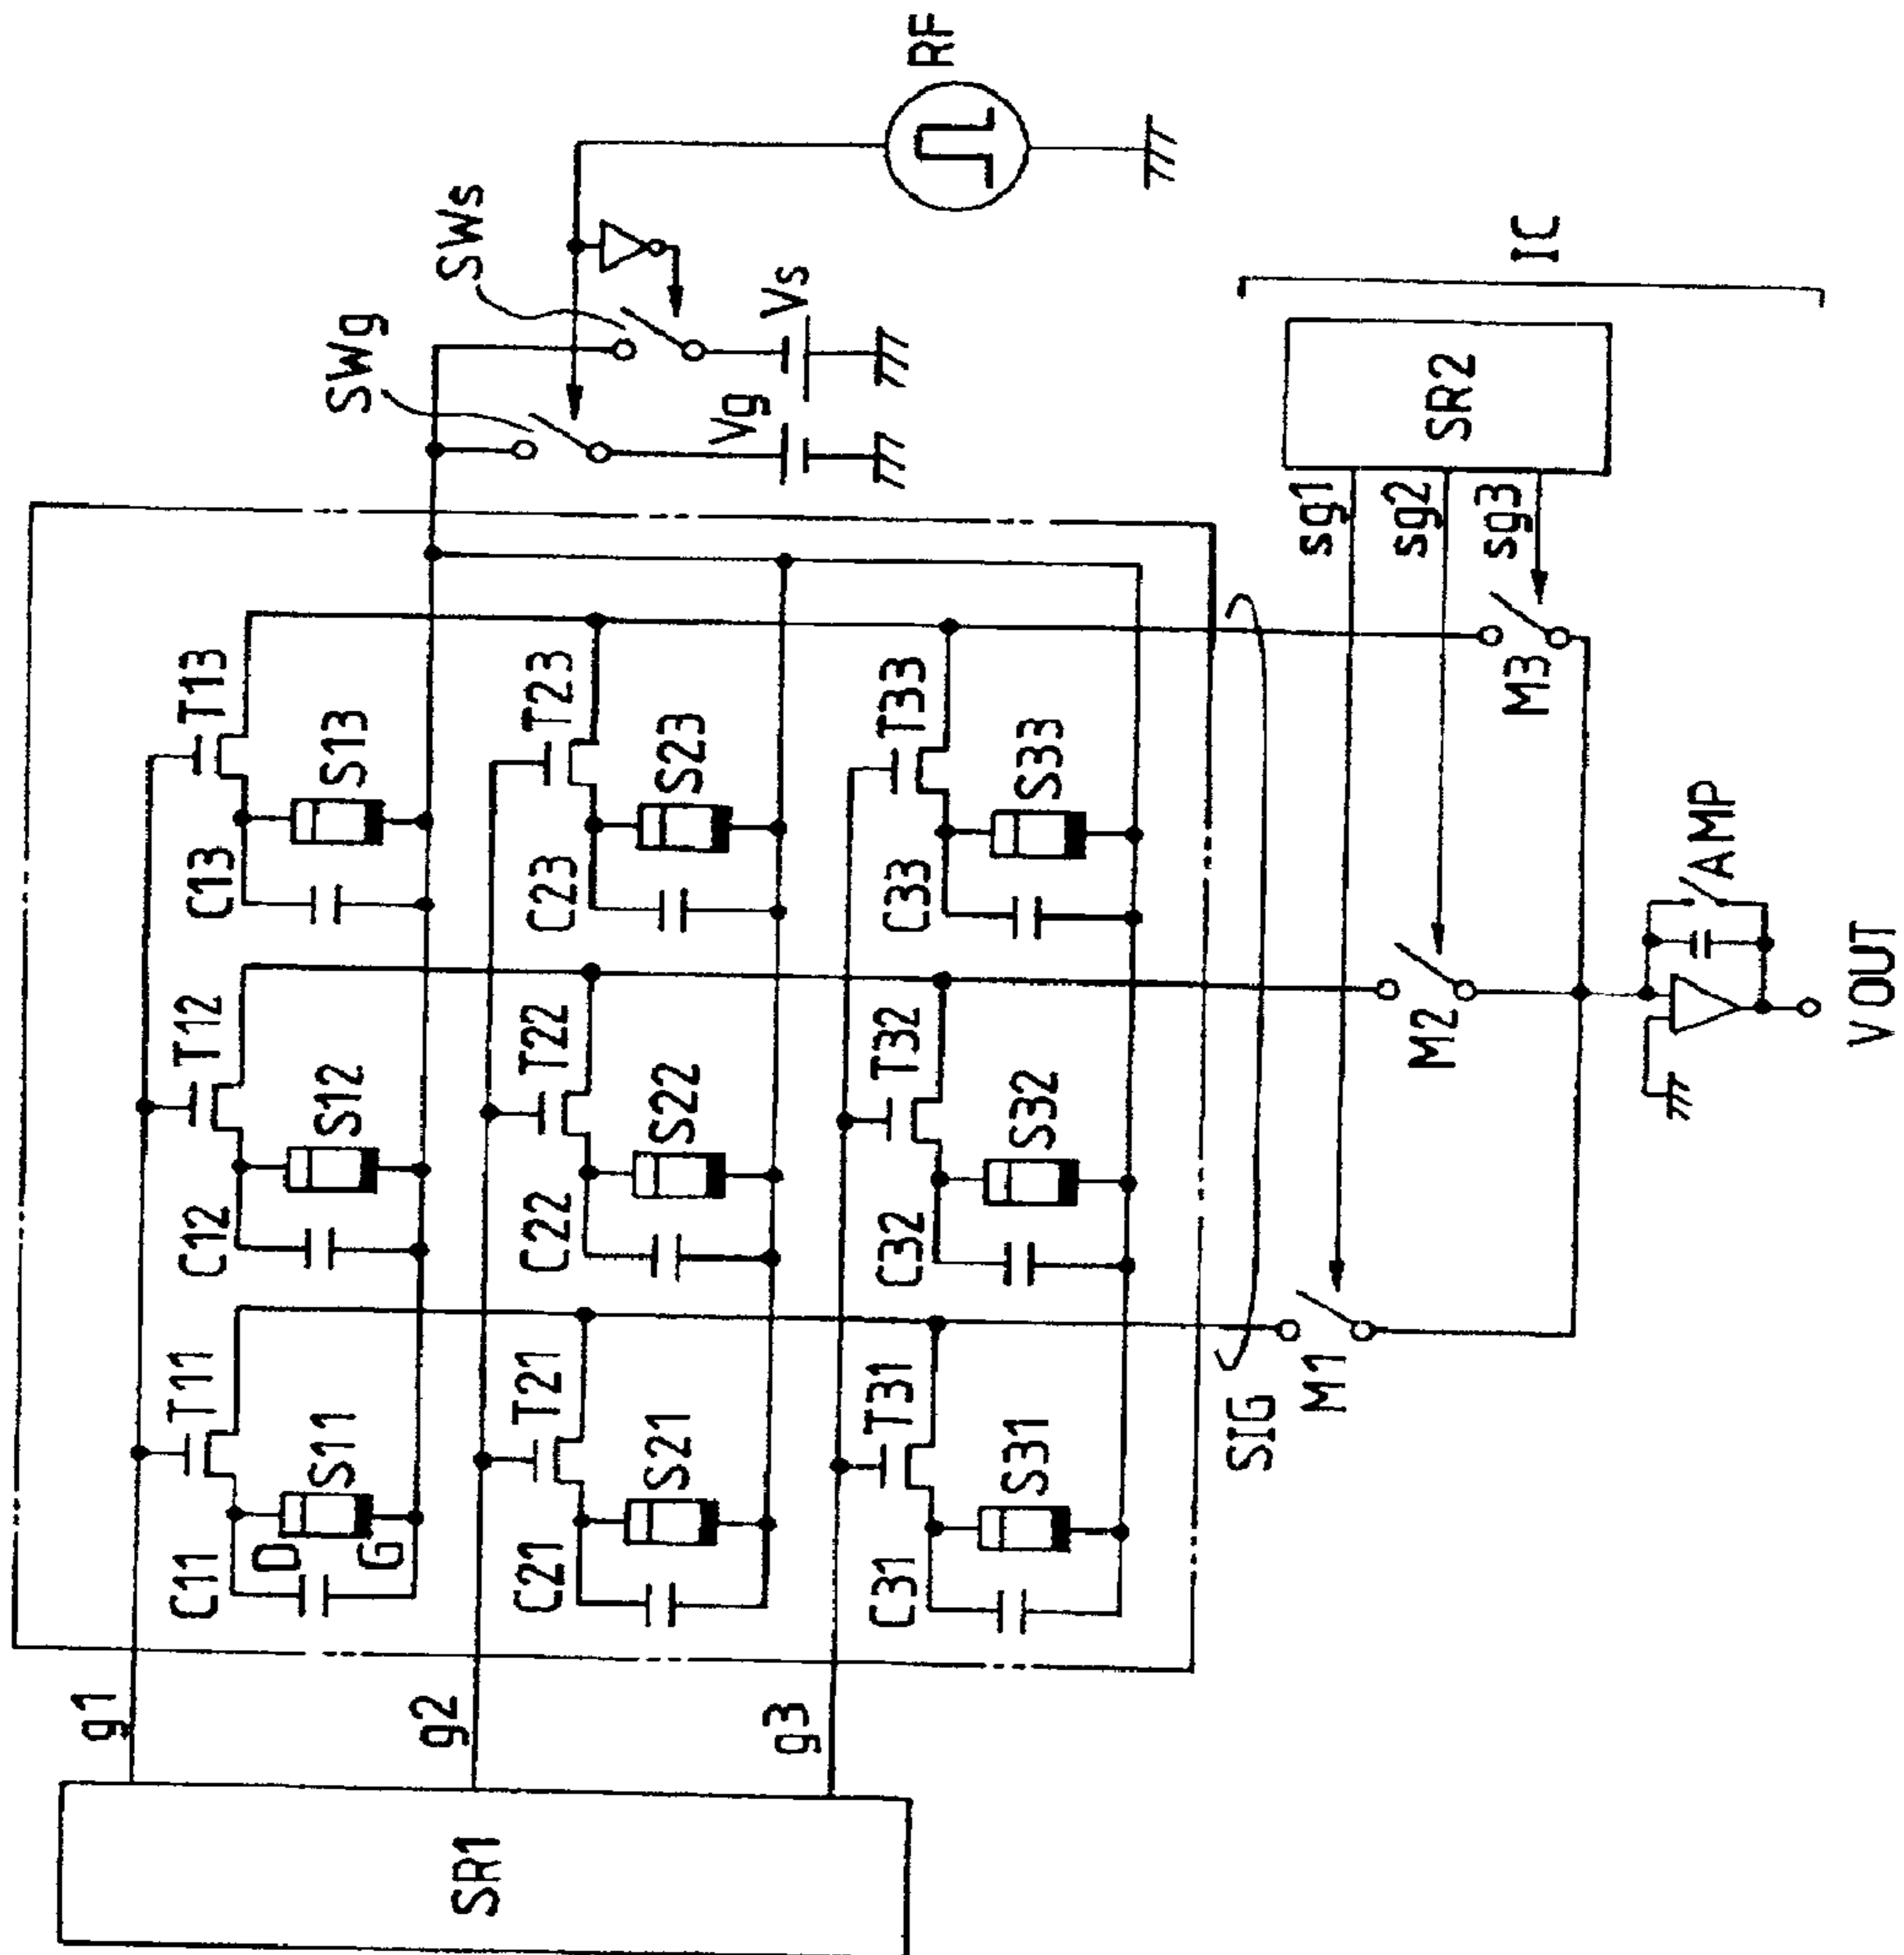 SR1
g1
g2
g3
C11
T11
D
G
S11
C12
T12
S12
C13
T13
S13
C21
T21
S21
C22
T22
S22
C23
T23
S23
C31
T31
S31
C32
T32
S32
C33
T33
S33
SWg
SWs
Vg
Vs
RF
SIG
M1
M2
M3
sg1
sg2
sg3
SR2
IC
AMP
V OUT